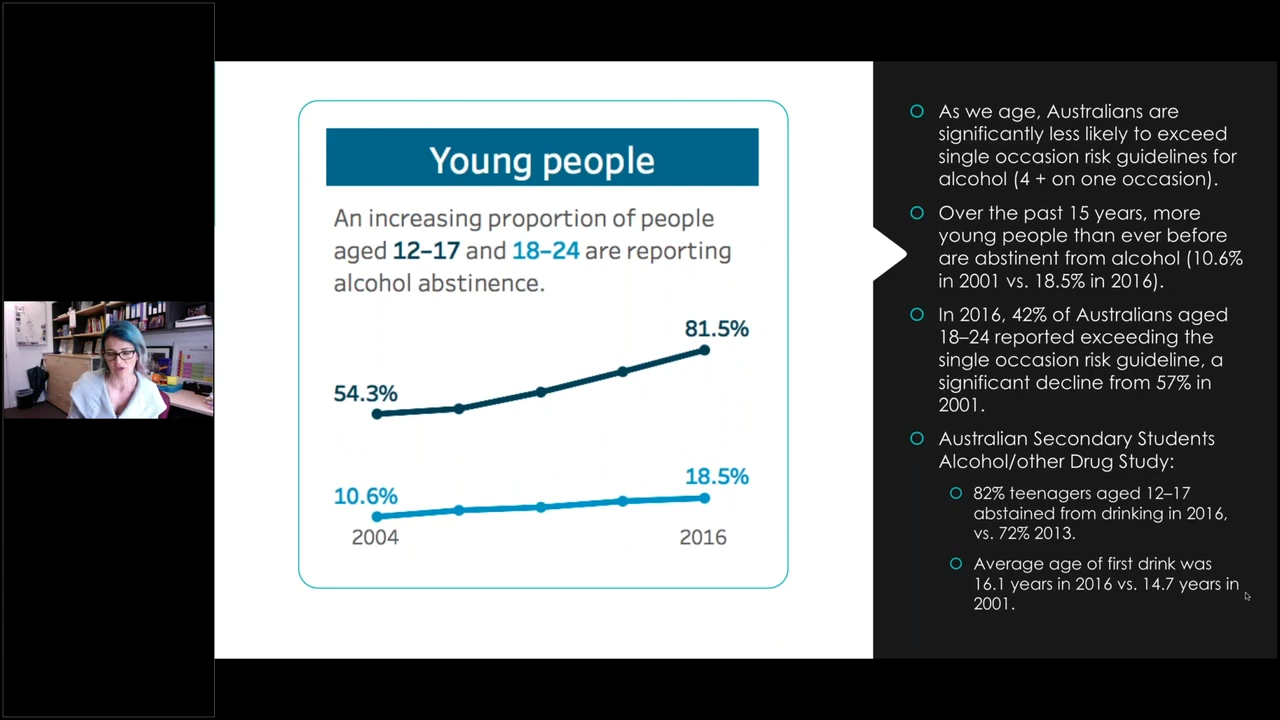 Young people
An increasing proportion of people
aged 12–17 and 18–24 are reporting
alcohol abstinence.
81.5%
54.3%
18.5%
10.6%
2004
2016
As we age, Australians are
significantly less likely to exceed
single occasion risk guidelines for
alcohol (4 + on one occasion).
Over the past 15 years, more
young people than ever before
are abstinent from alcohol (10.6%
in 2001 vs. 18.5% in 2016).
In 2016, 42% of Australians aged
18–24 reported exceeding the
single occasion risk guideline, a
significant decline from 57% in
2001.
Australian Secondary Students
Alcohol/other Drug Study:
82% teenagers aged 12–17
abstained from drinking in 2016,
vs. 72% 2013.
Average age of first drink was
16.1 years in 2016 vs. 14.7 years in
2001.